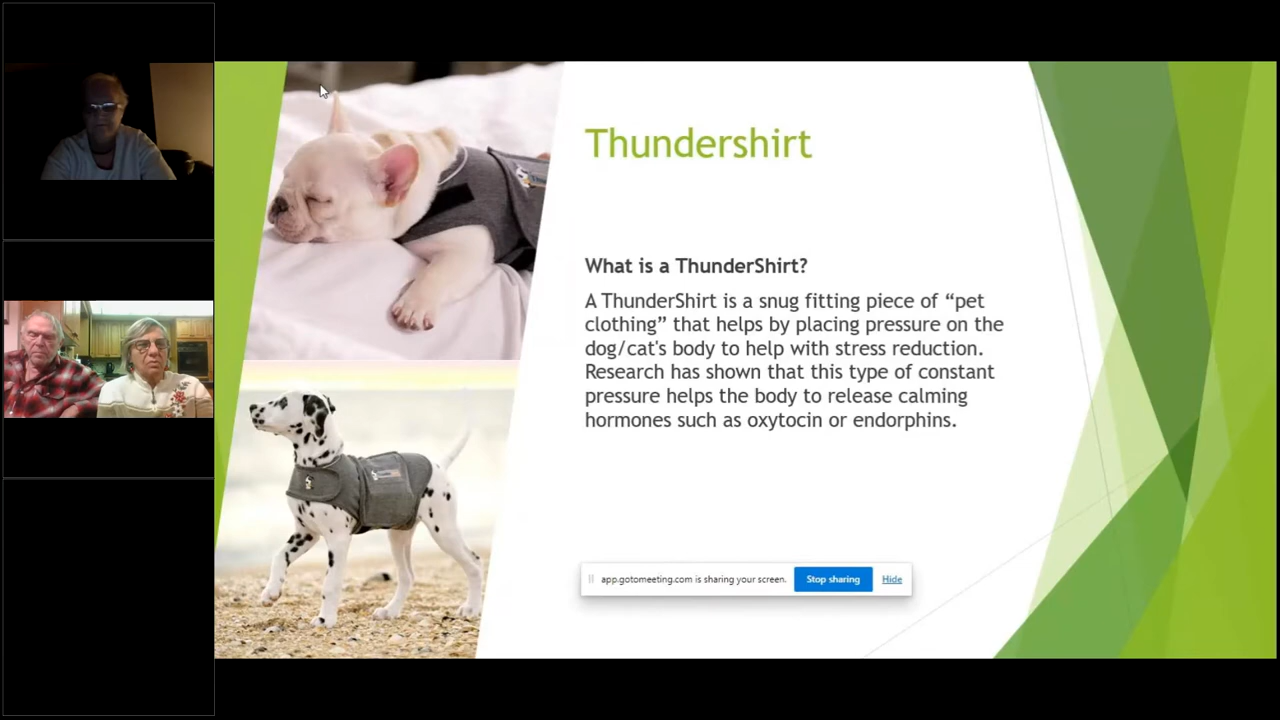 Thundershirt
What is a ThunderShirt?
A ThunderShirt is a snug fitting piece of “pet
clothing” that helps by placing pressure on the
dog/cat's body to help with stress reduction.
Research has shown that this type of constant
pressure helps the body to release calming
hormones such as oxytocin or endorphins.
app.gotomeeting.com is sharing your screen. Stop sharing Hide